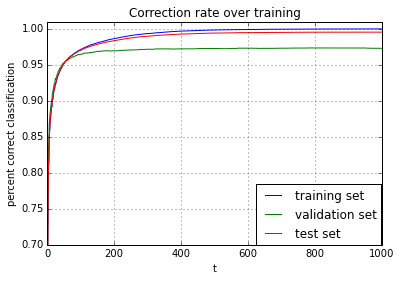 Correction rate over training
percent correct classification
1.00
0.95
0.90
0.85
0.80
0.75
0.70
0
200
400
600
800
1000
t
training set
validation set
test set